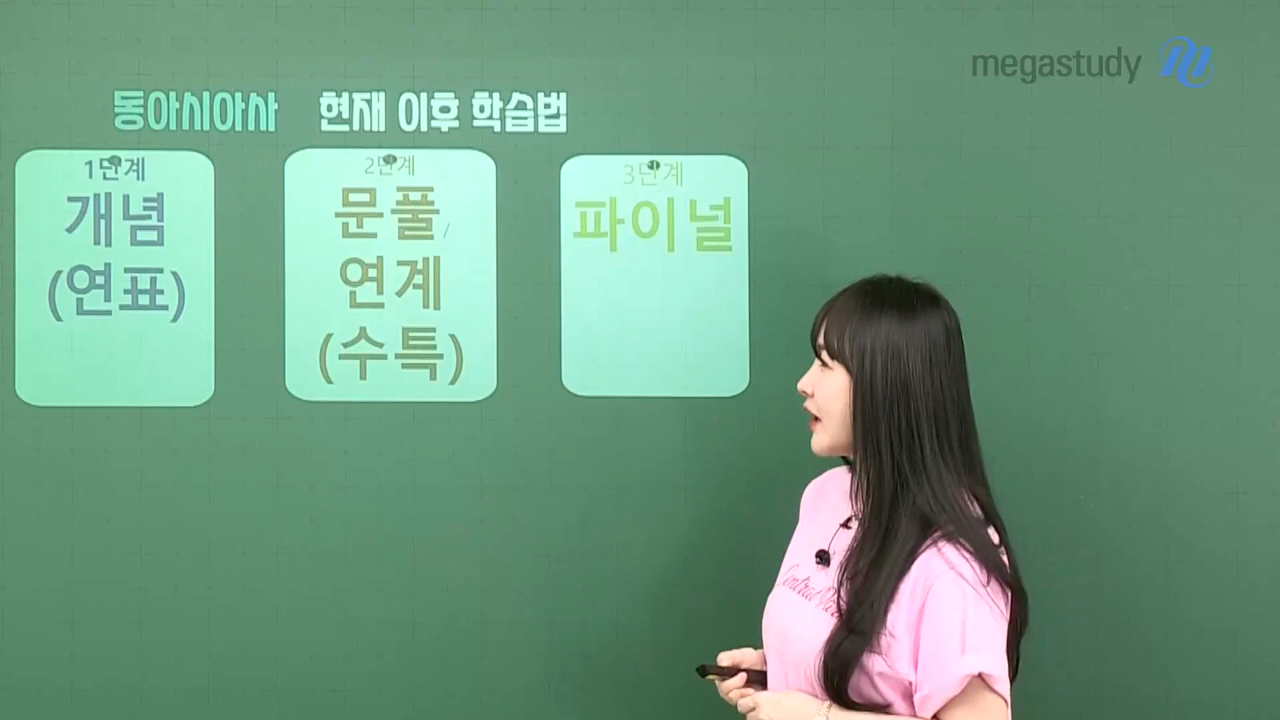 megastudy
동아시아사 현재 이후 학습법
1단계
개념
(연표)
2단계
문풀/
연계
(수특)
3단계
파이널